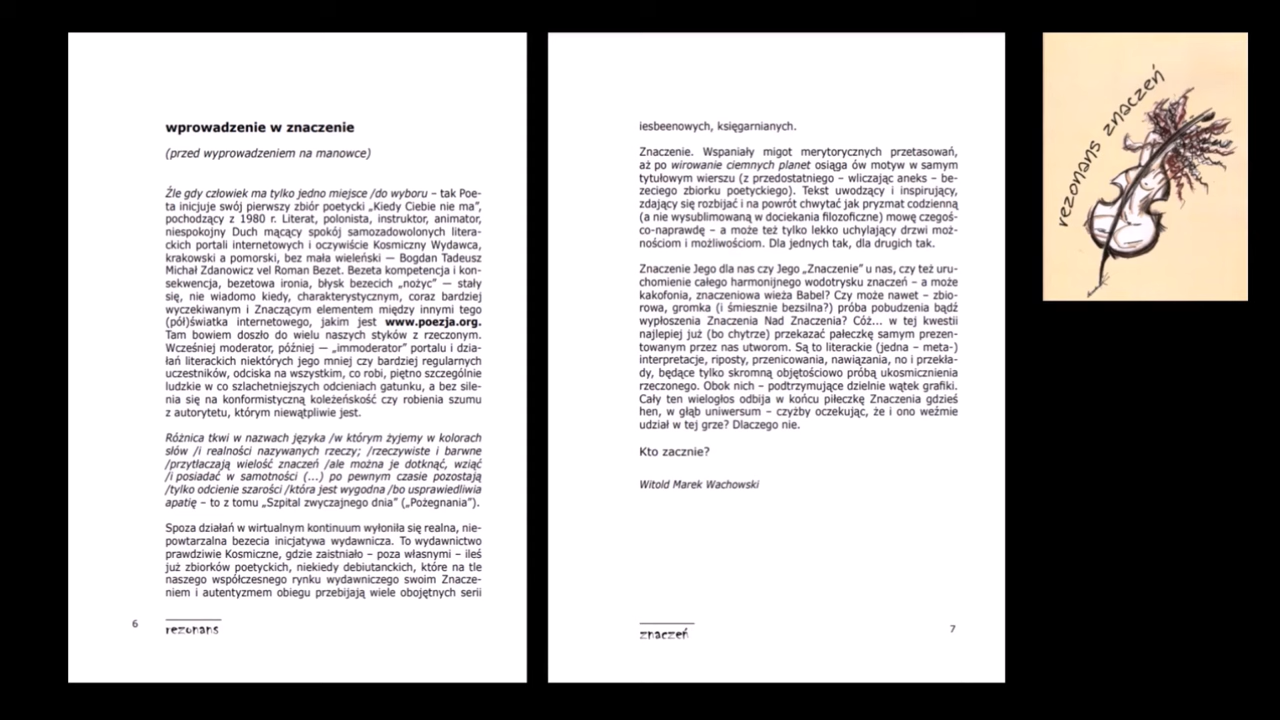 wprowadzenie w znaczenie
(przed wyprowadzeniem na manowce)
Źle gdy człowiek ma tylko jedno miejsce /do wyboru – tak Poe-
ta inicjuje swój pierwszy zbiór poetycki „Kiedy Ciebie nie ma”,
pochodzący z 1980 r. Literat, polonista, instruktor, animator,
niespokojny Duch mącący spokój samozadowolonych litera-
ckich portali internetowych i oczywiście Kosmiczny Wydawca,
krakowski a pomorski, bez mała wieleński — Bogdan Tadeusz
Michał Zdanowicz vel Roman Bezet. Bezeta kompetencja i kon-
sekwencja, bezetowa ironia, błysk bezecich „nożyc” — stały
się, nie wiadomo kiedy, charakterystycznym, coraz bardziej
wyczekiwanym i Znaczącym elementem między innymi tego
(pół)światka internetowego, jakim jest www.poezja.org.
Tam bowiem doszło do wielu naszych styków z rzeczonym.
Wcześniej moderator, później — „immoderator” portalu i dzia-
łań literackich niektórych jego mniej czy bardziej regularnych
uczestników, odciska na wszystkim, co robi, piętno szczególnie
ludzkie w co szlachetniejszych odcieniach gatunku, a bez sile-
nia się na konformistyczną koleżeńskość czy robienia szumu
z autorytetu, którym niewątpliwie jest.
Różnica tkwi w nazwach języka /w którym żyjemy w kolorach
słów /i realności nazywanych rzeczy; /rzeczywiste i barwne
/przytłaczają wielość znaczeń /ale można je dotknąć, wziąć
/i posiadać w samotności (...) po pewnym czasie pozostają
/tylko odcienie szarości /która jest wygodna /bo usprawiedliwia
apatię – to z tomu „Szpital zwyczajnego dnia” („Pożegnania”).
Spoza działań w wirtualnym kontinuum wyłoniła się realna, nie-
powtarzalna bezecia inicjatywa wydawnicza. To wydawnictwo
prawdziwie Kosmiczne, gdzie zaistniało – poza własnymi – ileś
już zbiorków poetyckich, niekiedy debiutanckich, które na tle
naszego współczesnego rynku wydawniczego swoim Znacze-
niem i autentyzmem obiegu przebijają wiele obojętnych serii
6
rezonans
iesbeenowych, księgarnianych.
Znaczenie. Wspaniały migot merytorycznych przetasowań,
aż po wirowanie ciemnych planet osiąga ów motyw w samym
tytułowym wierszu (z przedostatniego – wliczając aneks – be-
zeciego zbiorku poetyckiego). Tekst uwodzący i inspirujący,
zdający się rozbijać i na powrót chwytać jak pryzmat codzienną
(a nie wysublimowaną w dociekania filozoficzne) mowę czegoś-
co-naprawdę – a może też tylko lekko uchylający drzwi moż-
nościom i możliwościom. Dla jednych tak, dla drugich tak.
Znaczenie Jego dla nas czy Jego „Znaczenie” u nas, czy też uru-
chomienie całego harmonijnego wodotrysku znaczeń – a może
kakofonia, znaczeniowa wieża Babel? Czy może nawet – zbio-
rowa, gromka (i śmiesznie bezsilna?) próba pobudzenia bądź
wypłoszenia Znaczenia Nad Znaczenia? Cóż... w tej kwestii
najlepiej już (bo chytrze) przekazać pałeczkę samym prezen-
towanym przez nas utworom. Są to literackie (jedna – meta-)
interpretacje, riposty, przenicowania, nawiązania, no i przekła-
dy, będące tylko skromną objętościowo próbą ukosmicznienia
rzeczonego. Obok nich – podtrzymujące dzielnie wątek grafiki.
Cały ten wielogłos odbija w końcu piłeczkę Znaczenia gdzieś
hen, w głąb uniwersum – czyżby oczekując, że i ono weźmie
udział w tej grze? Dlaczego nie.
Kto zacznie?
Witold Marek Wachowski
znaczeń
7
rezonans znaczeń